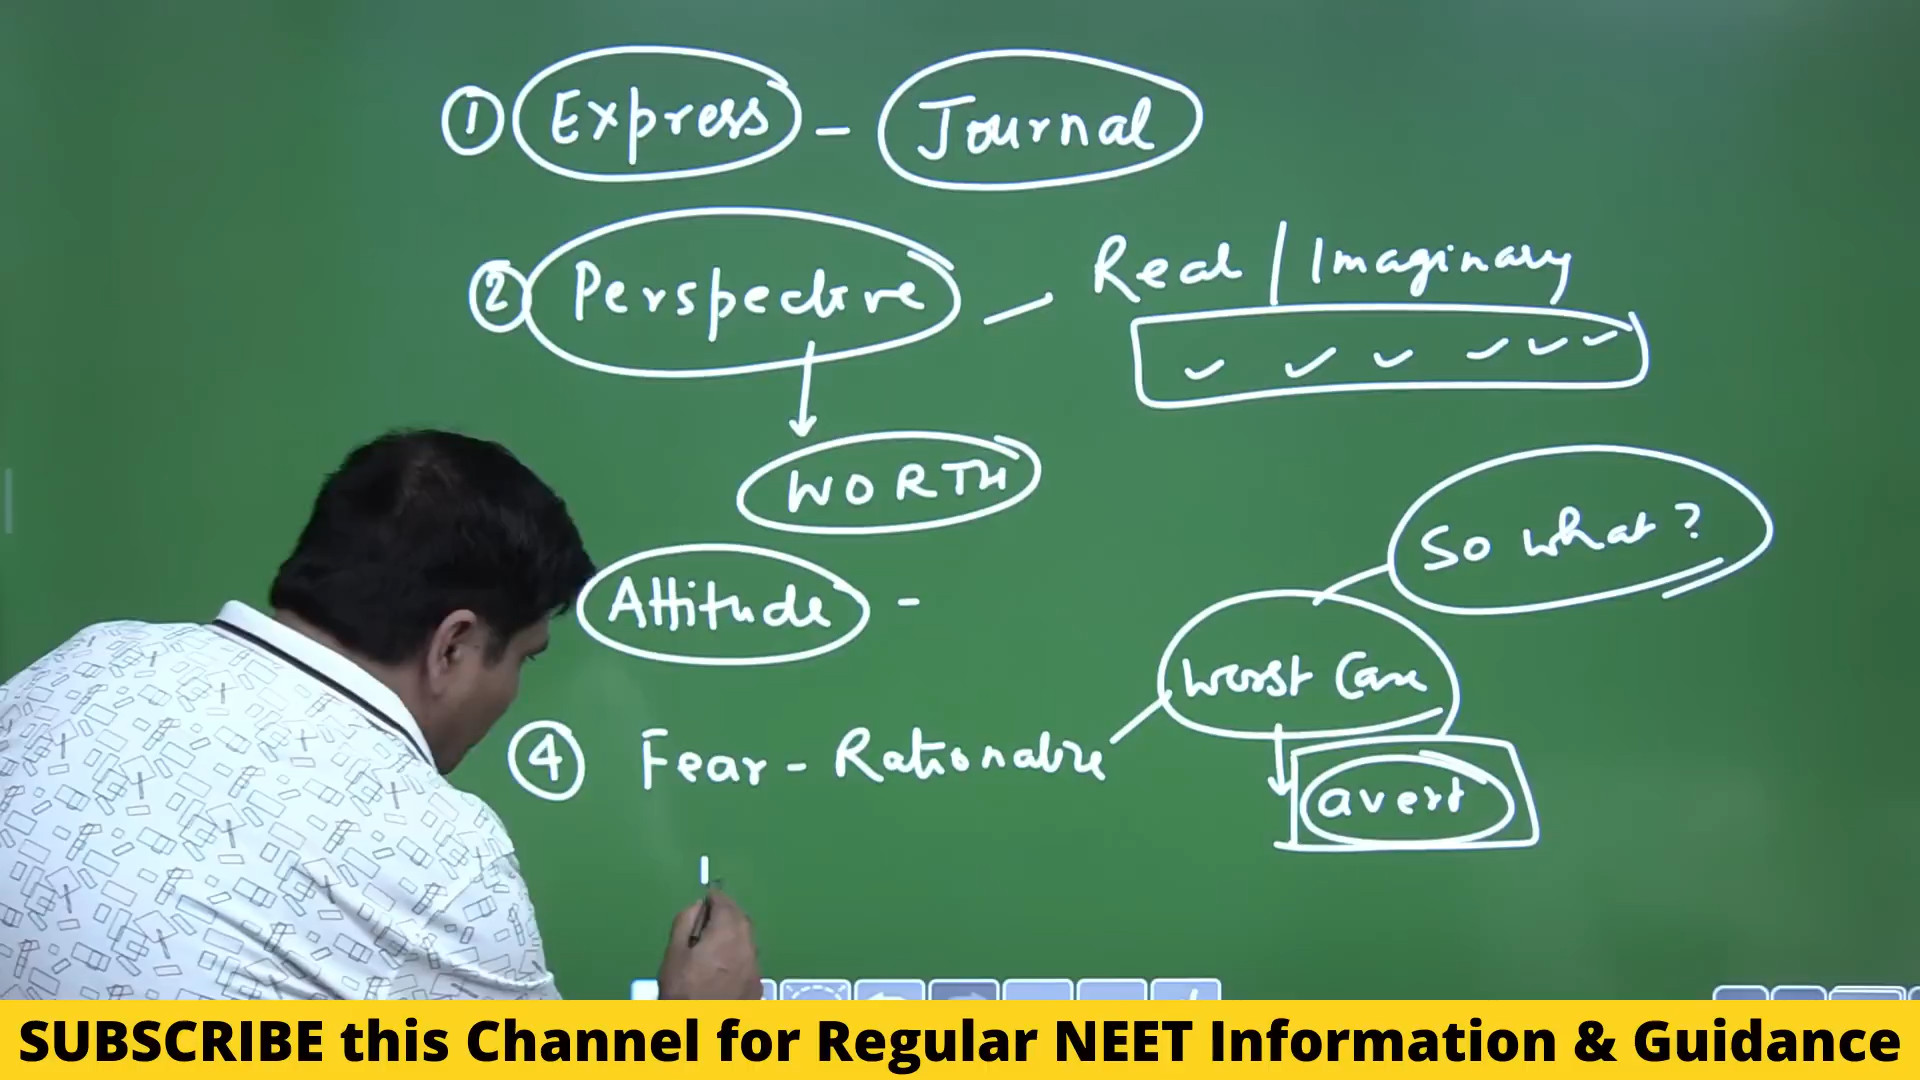 ① Express - Journal
② Perspective - Real / Imaginary
WORTH
So what?
Attitude -
Worst Case
④ Fear - Rationalize
avert
SUBSCRIBE this Channel for Regular NEET Information & Guidance